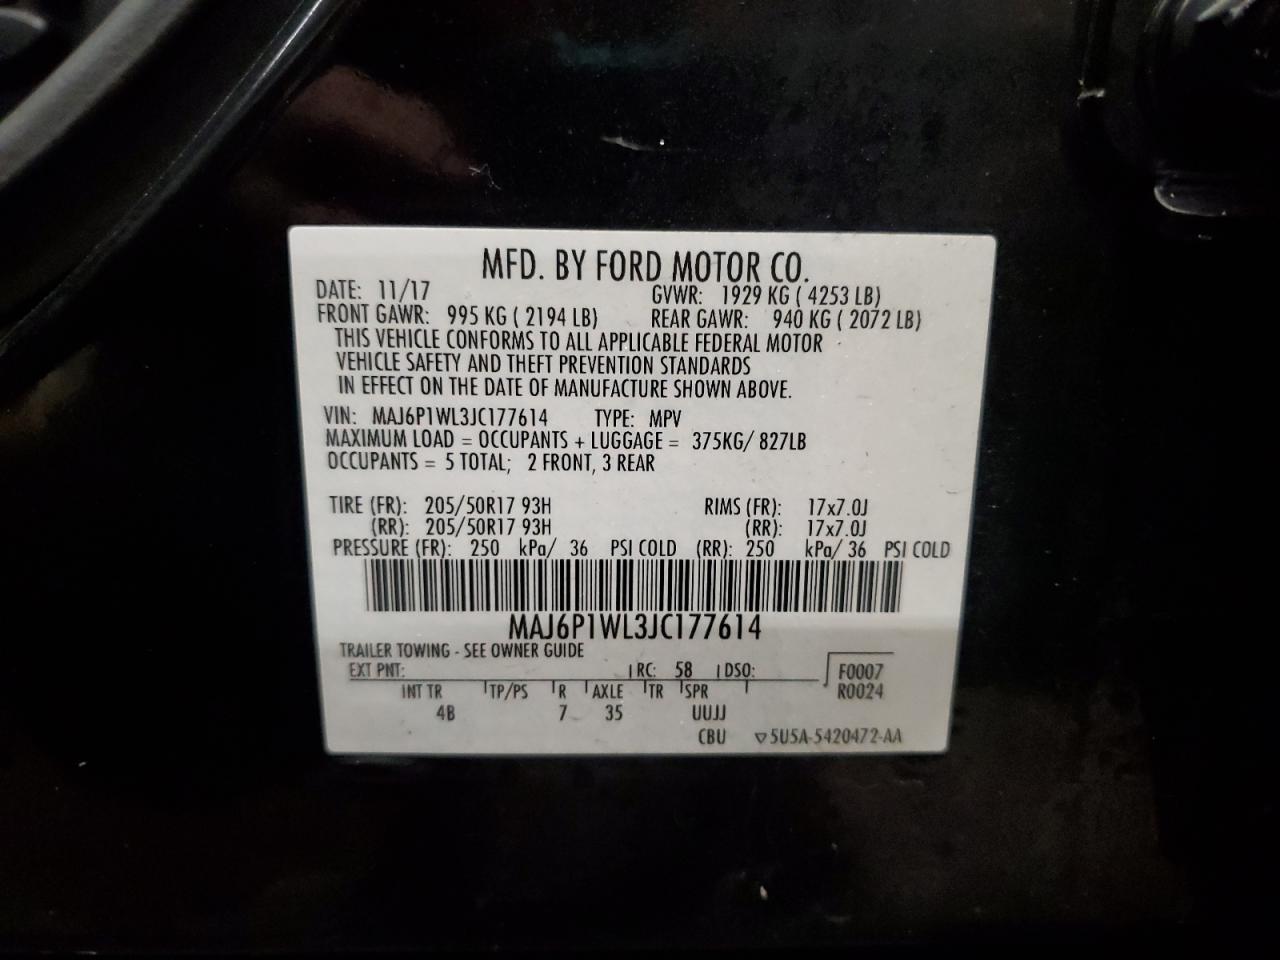 MFD. BY FORD MOTOR CO.
DATE: 11/17 GVWR: 1929 KG ( 4253 LB)
FRONT GAWR: 995 KG ( 2194 LB) REAR GAWR: 940 KG ( 2072 LB)
THIS VEHICLE CONFORMS TO ALL APPLICABLE FEDERAL MOTOR
VEHICLE SAFETY AND THEFT PREVENTION STANDARDS
IN EFFECT ON THE DATE OF MANUFACTURE SHOWN ABOVE.
VIN: MAJ6P1WL3JC177614 TYPE: MPV
MAXIMUM LOAD = OCCUPANTS + LUGGAGE = 375KG/ 827LB
OCCUPANTS = 5 TOTAL; 2 FRONT, 3 REAR
TIRE (FR): 205/50R17 93H RIMS (FR): 17x7.0J
(RR): 205/50R17 93H (RR): 17x7.0J
PRESSURE (FR): 250 kPa/ 36 PSI COLD (RR): 250 kPa/ 36 PSI COLD
MAJ6P1WL3JC177614
TRAILER TOWING - SEE OWNER GUIDE
EXT PNT: RC: 58 DSO: F0007
INT TR TP/PS R AXLE TR SPR R0024
4B 7 35 UUJJ
CBU ▽5U5A-5420472-AA